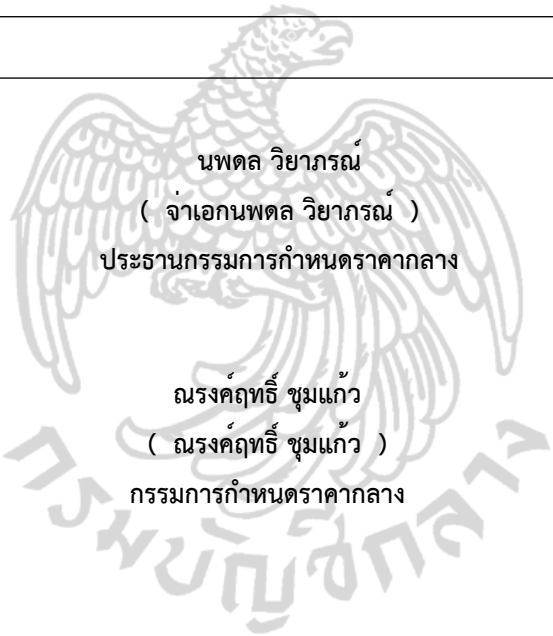 นพดล วิยาภรณ์
( จ่าเอกนพดล วิยาภรณ์ )
ประธานกรรมการกำหนดราคากลาง
ณรงค์ฤทธิ์ ชุมแก้ว
( ณรงค์ฤทธิ์ ชุมแก้ว )
กรรมการกำหนดราคากลาง
กรมบัญชีกลาง